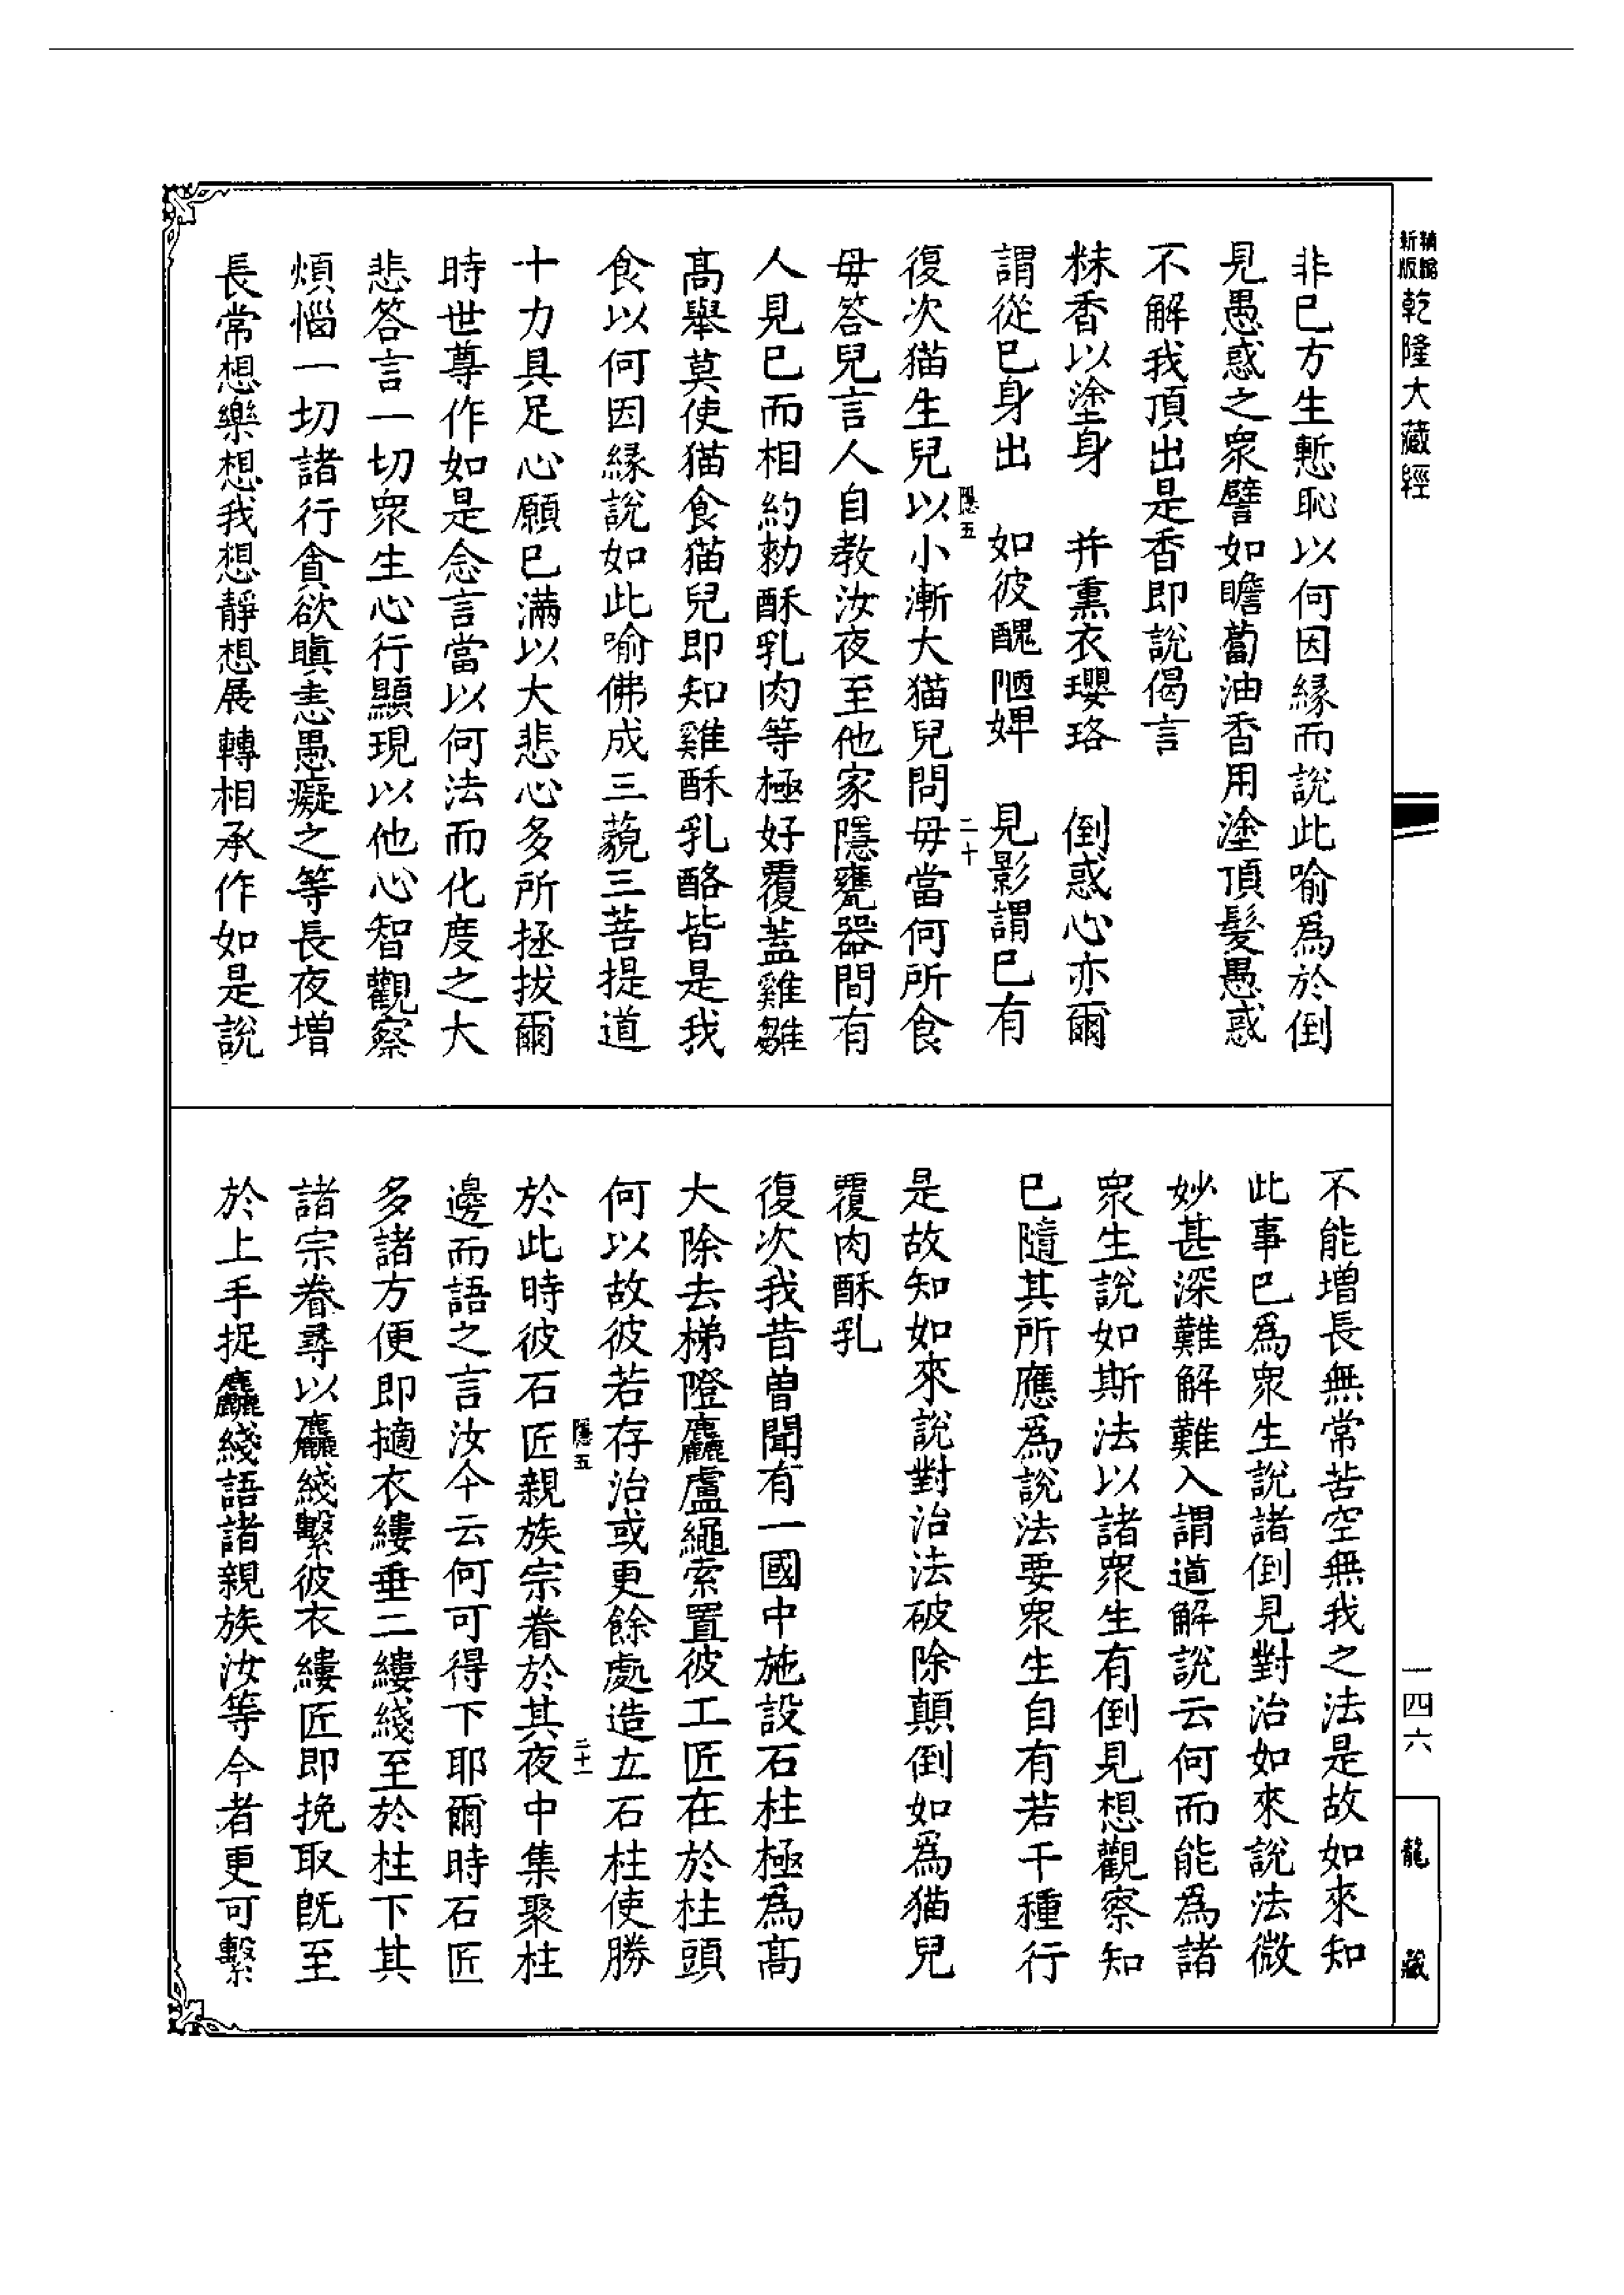 新版
乾隆大藏經
非巳方生慙恥以何因縁而說此喻爲於倒
見愚惑之衆譬如瞻蔔油香用塗頂髮愚惑
不解我頂出是香即說偈言
粖香以塗身　并熏衣瓔珞　倒惑心亦爾
謂從巳身出　如彼醜陋婢　見影謂巳有
復次猫生兒以小漸大猫兒問母當何所食
隱五
二十
母答兒言人自教汝夜至他家隱甕器間有
人見巳而相約勑酥乳肉等極好覆蓋雞雛
髙舉莫使猫食猫兒即知雞酥乳酪皆是我
食以何因縁說如此喻佛成三藐三菩提道
十力具足心願巳滿以大悲心多所拯拔爾
時世尊作如是念言當以何法而化度之大
悲答言一切衆生心行顯現以他心智觀察
煩惱一切諸行貪欲瞋恚愚癡之等長夜增
長常想樂想我想靜想展轉相承作如是說
不能增長無常苦空無我之法是故如來知
此事巳爲衆生說諸倒見對治如來說法微
妙甚深難解難入謂道解說云何而能爲諸
衆生說如斯法以諸衆生有倒見想觀察知
巳隨其所應爲說法要衆生自有若干種行
是故知如來說對治法破除顛倒如爲猫兒
覆肉酥乳
復次我昔曽聞有一國中施設石柱極爲髙
大除去梯隥麤盧繩索置彼工匠在於柱頭
何以故彼若存治或更餘處造立石柱使勝
隱五
二十一
於此時彼石匠親族宗眷於其夜中集聚柱
邊而語之言汝今云何可得下耶爾時石匠
多諸方便即擿衣縷垂二縷綫至於柱下其
諸宗眷尋以麤綫繫彼衣縷匠即挽取旣至
於上手捉麤綫語諸親族汝等今者更可繫
一四六
龍藏